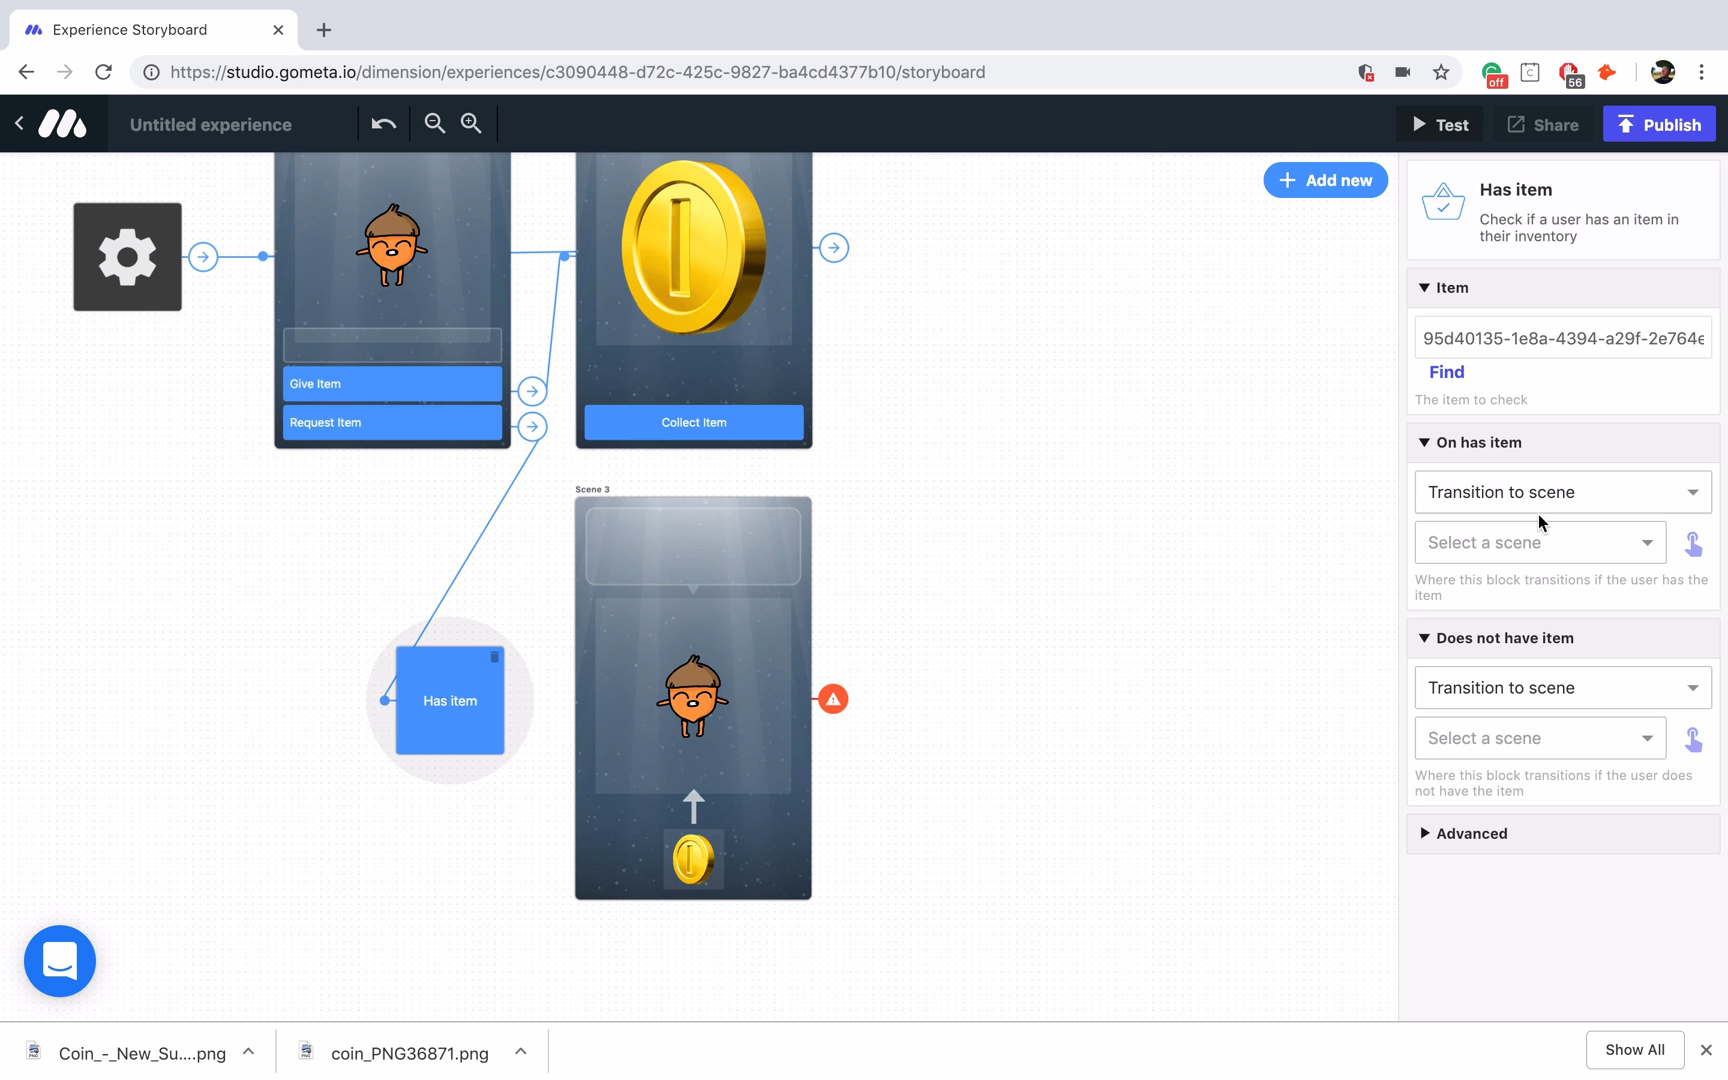 Experience Storyboard
https://studio.gometa.io/dimension/experiences/c3090448-d72c-425c-9827-ba4cd4377b10/storyboard
off
C
56
Untitled experience
Test
Share
Publish
Add new
Give Item
Request Item
Collect Item
Scene 3
Has item
Has item
Check if a user has an item in
their inventory
Item
95d40135-1e8a-4394-a29f-2e764e
Find
The item to check
On has item
Transition to scene
Select a scene
Where this block transitions if the user has the
item
Does not have item
Transition to scene
Select a scene
Where this block transitions if the user does
not have the item
Advanced
Coin_-_New_Su....png
coin_PNG36871.png
Show All